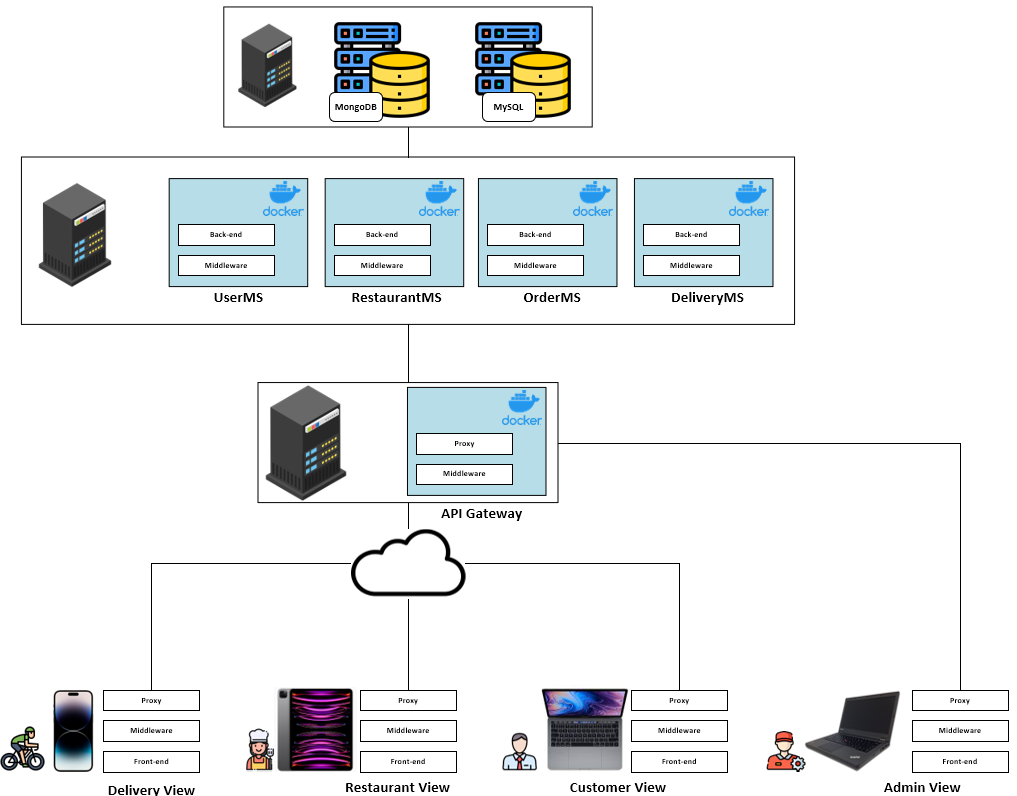 MongoDB
MySQL
docker
docker
docker
docker
Back-end
Back-end
Back-end
Back-end
Middleware
Middleware
Middleware
Middleware
UserMS
RestaurantMS
OrderMS
DeliveryMS
docker
Proxy
Middleware
API Gateway
Proxy
Proxy
Proxy
Proxy
Middleware
Middleware
Middleware
Middleware
Front-end
Front-end
Front-end
Front-end
Delivery View
Restaurant View
Customer View
Admin View